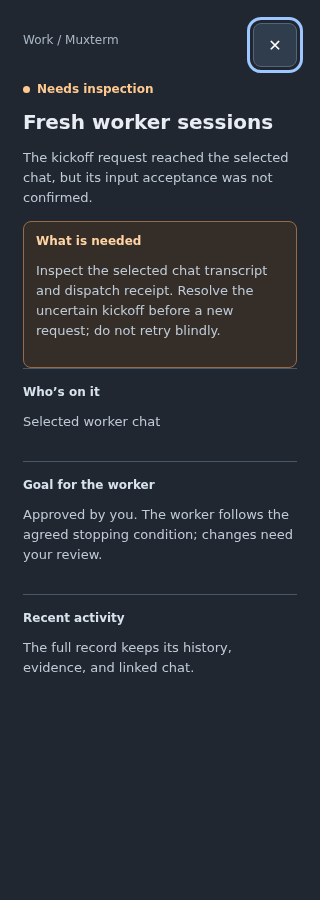 Work / Muxterm
✕
Needs inspection
Fresh worker sessions
The kickoff request reached the selected
chat, but its input acceptance was not
confirmed.
What is needed
Inspect the selected chat transcript
and dispatch receipt. Resolve the
uncertain kickoff before a new
request; do not retry blindly.
Who’s on it
Selected worker chat
Goal for the worker
Approved by you. The worker follows the
agreed stopping condition; changes need
your review.
Recent activity
The full record keeps its history,
evidence, and linked chat.